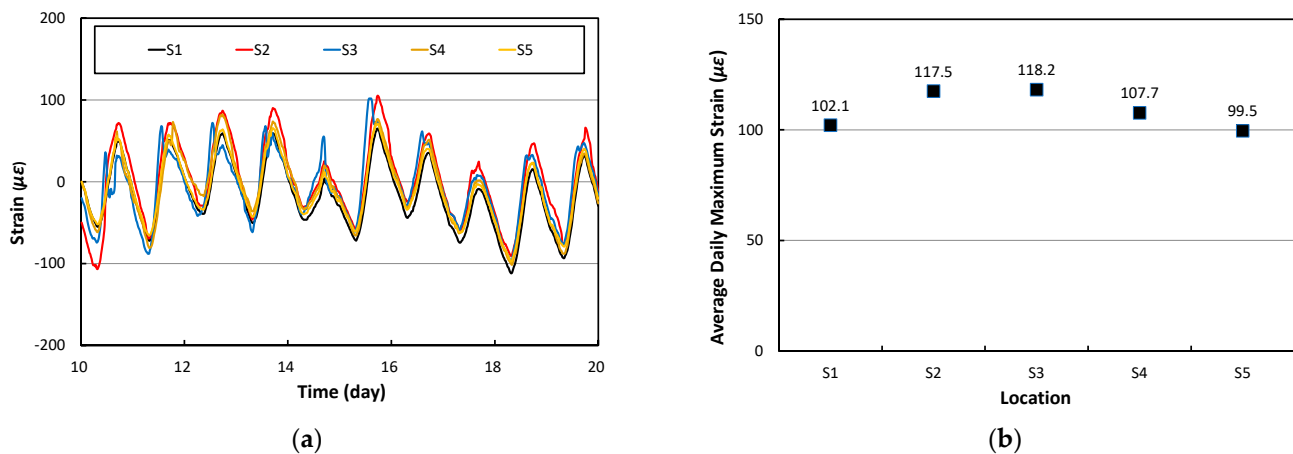 200
100
0
-100
-200
Strain (με)
S1 S2 S3 S4 S5
10 12 14 16 18 20
Time (day)
(a)
150
100
50
0
Average Daily Maximum Strain (με)
102.1
117.5
118.2
107.7
99.5
S1 S2 S3 S4 S5
Location
(b)